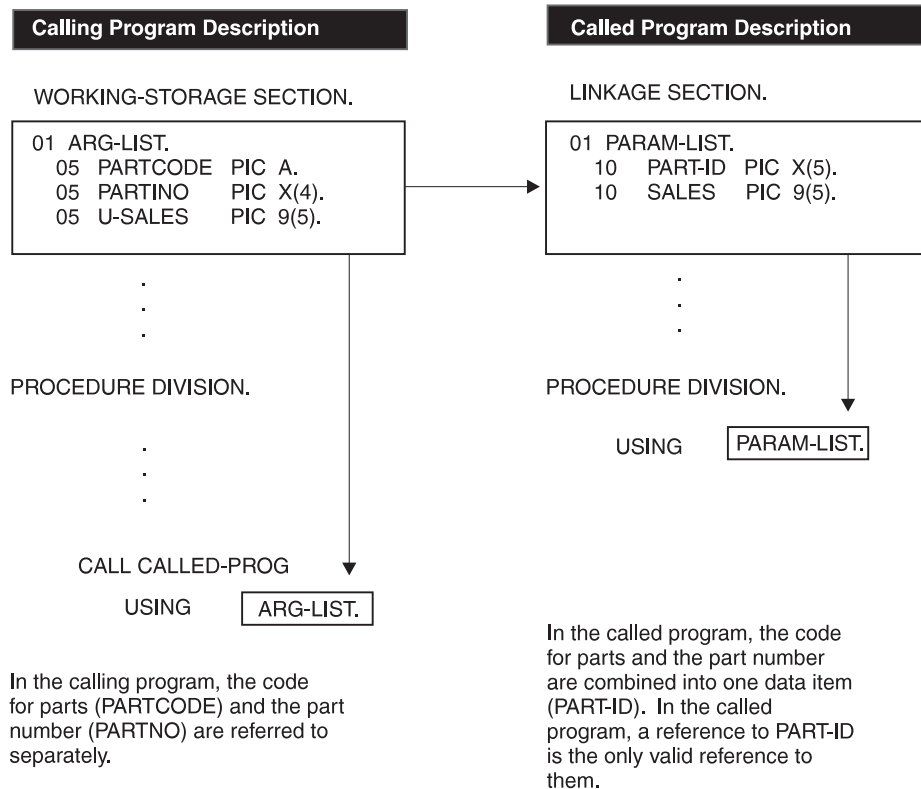 Calling Program Description
WORKING-STORAGE SECTION.
01 ARG-LIST.
05 PARTCODE PIC A.
05 PARTINO PIC X(4).
05 U-SALES PIC 9(5).
.
.
.
PROCEDURE DIVISION.
.
.
.
CALL CALLED-PROG
USING ARG-LIST.
In the calling program, the code
for parts (PARTCODE) and the part
number (PARTNO) are referred to
separately.
Called Program Description
LINKAGE SECTION.
01 PARAM-LIST.
10 PART-ID PIC X(5).
10 SALES PIC 9(5).
.
.
.
PROCEDURE DIVISION.
USING PARAM-LIST.
In the called program, the code
for parts and the part number
are combined into one data item
(PART-ID). In the called
program, a reference to PART-ID
is the only valid reference to
them.